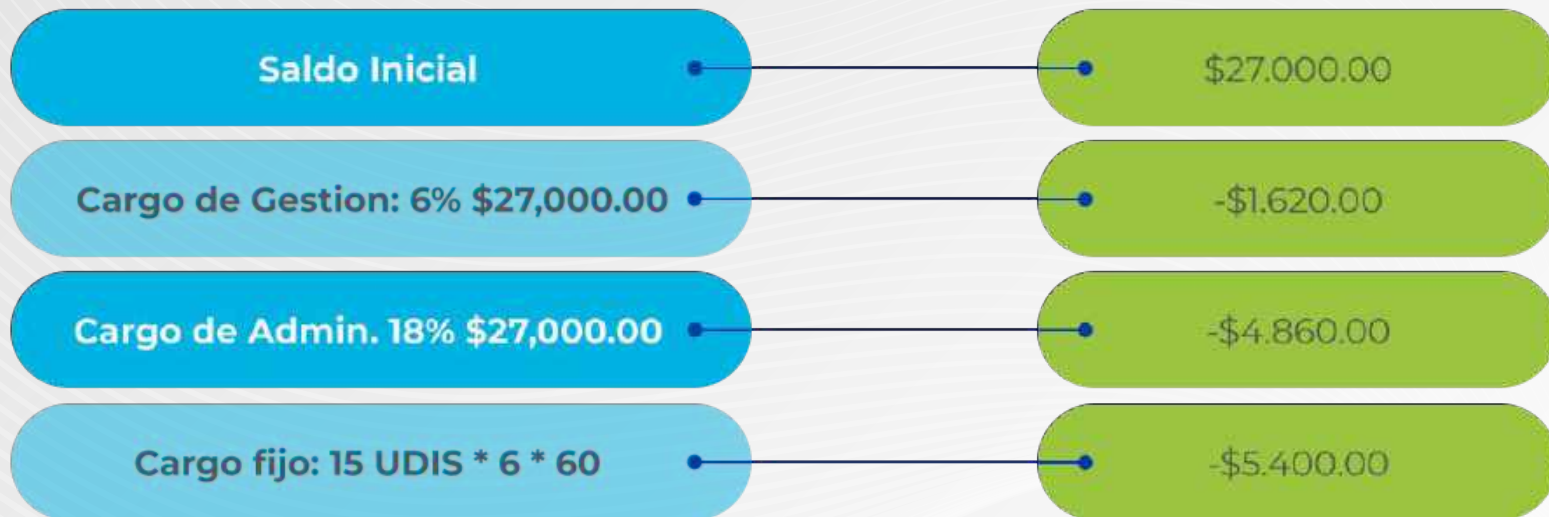 Saldo Inicial $27.000.00
Cargo de Gestion: 6% $27,000.00 -$1.620.00
Cargo de Admin. 18% $27,000.00 -$4.860.00
Cargo fijo: 15 UDIS * 6 * 60 -$5.400.00